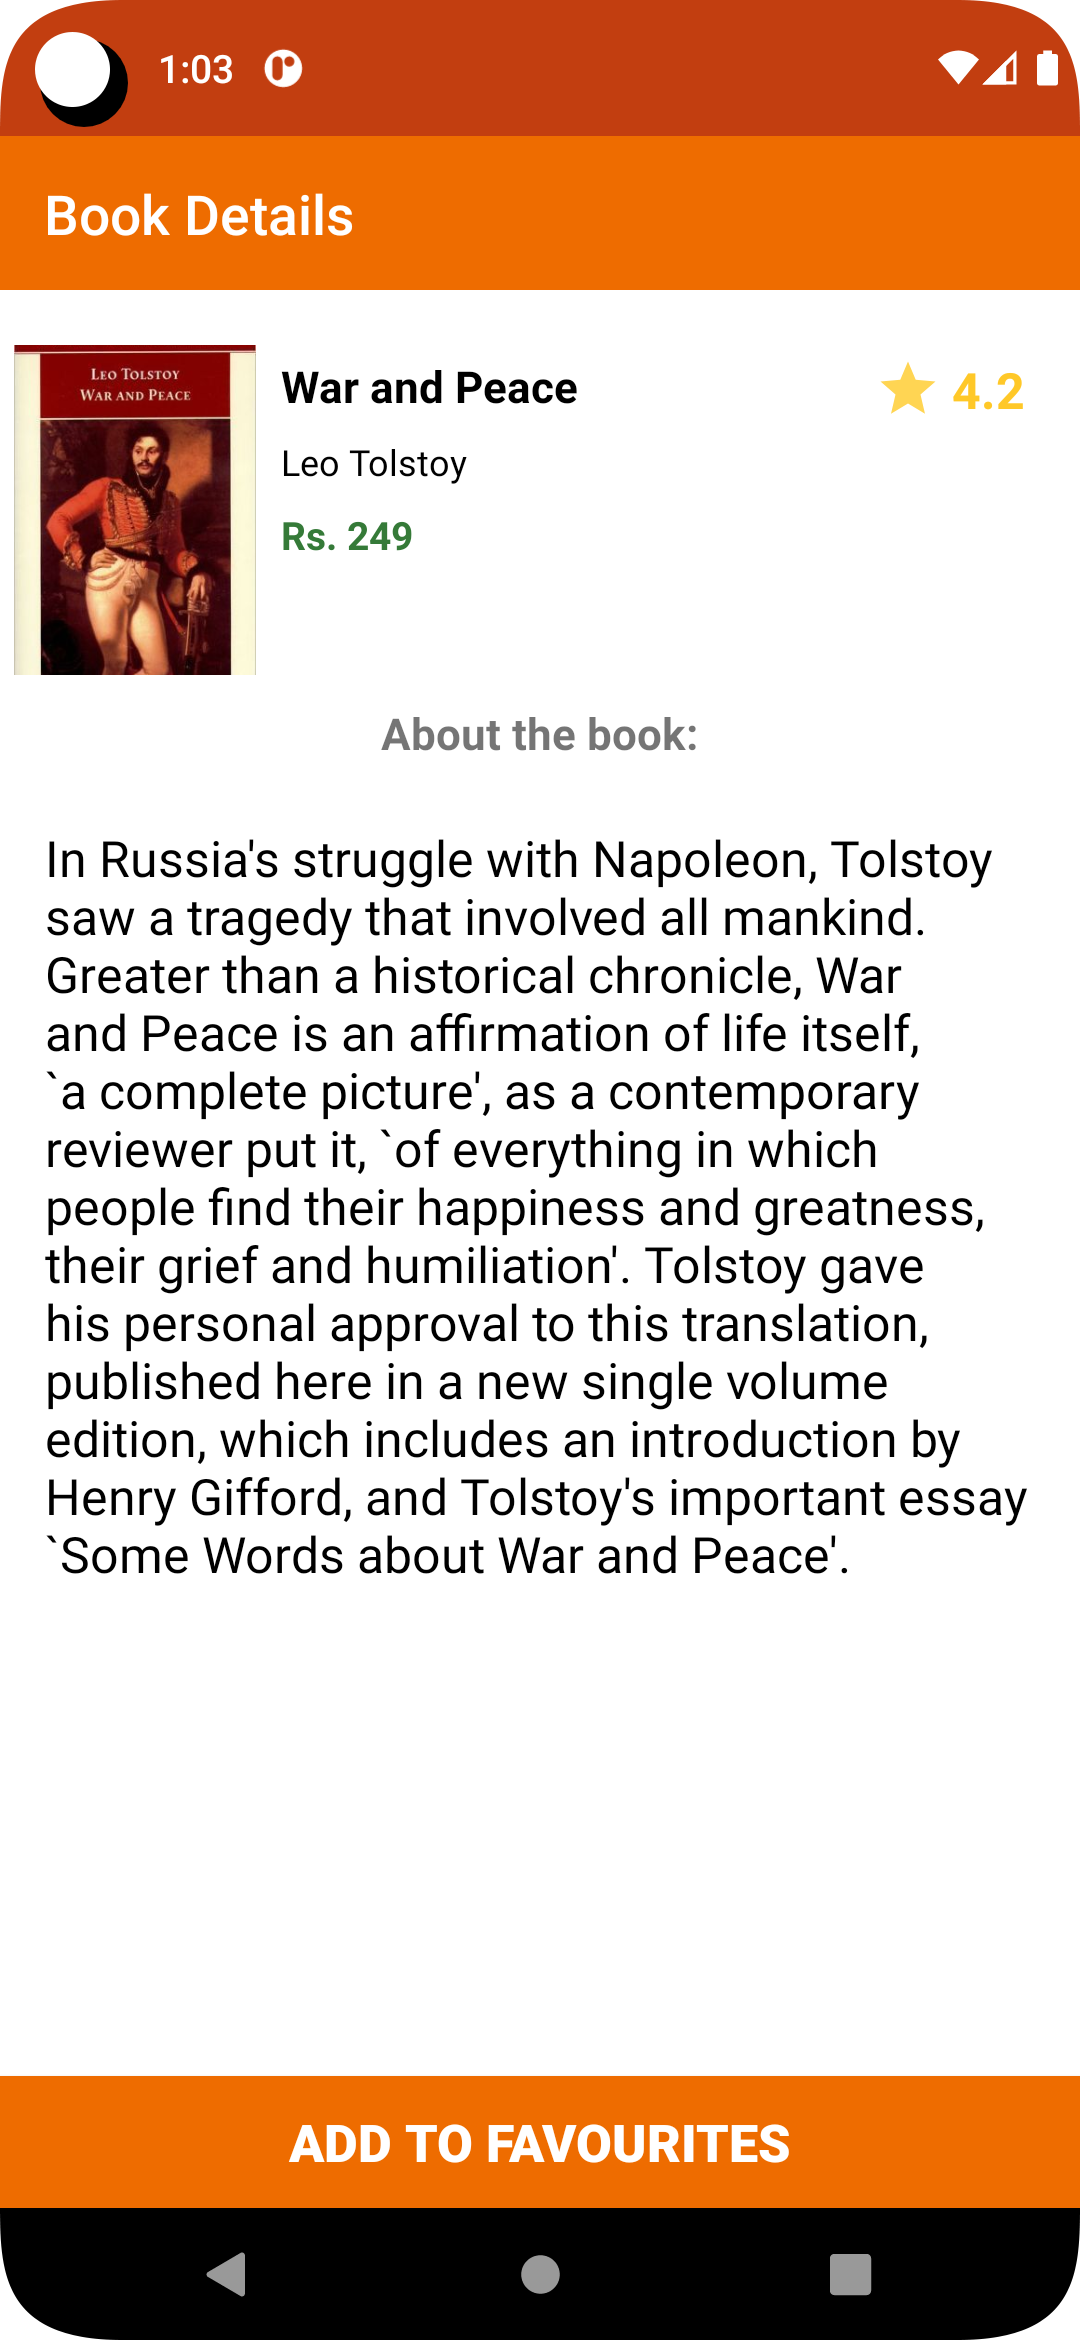 1:03
Book Details
LEO TOLSTOY
WAR AND PEACE
War and Peace
4.2
Leo Tolstoy
Rs. 249
About the book:
In Russia's struggle with Napoleon, Tolstoy
saw a tragedy that involved all mankind.
Greater than a historical chronicle, War
and Peace is an affirmation of life itself,
`a complete picture', as a contemporary
reviewer put it, `of everything in which
people find their happiness and greatness,
their grief and humiliation'. Tolstoy gave
his personal approval to this translation,
published here in a new single volume
edition, which includes an introduction by
Henry Gifford, and Tolstoy's important essay
`Some Words about War and Peace'.
ADD TO FAVOURITES